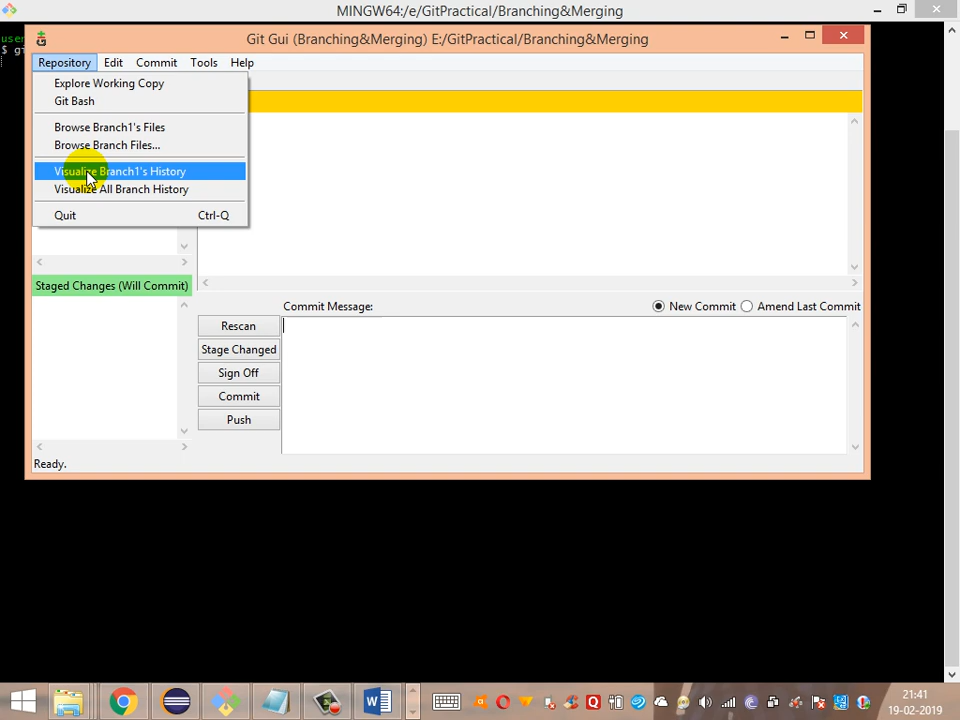 MINGW64:/e/GitPractical/Branching&Merging
Git Gui (Branching&Merging) E:/GitPractical/Branching&Merging
Repository Edit Commit Tools Help
Explore Working Copy
Git Bash
Browse Branch1's Files
Browse Branch Files...
Visualize Branch1's History
Visualize All Branch History
Quit Ctrl-Q
Staged Changes (Will Commit)
Commit Message:
New Commit
Amend Last Commit
Rescan
Stage Changed
Sign Off
Commit
Push
Ready.
21:41
19-02-2019